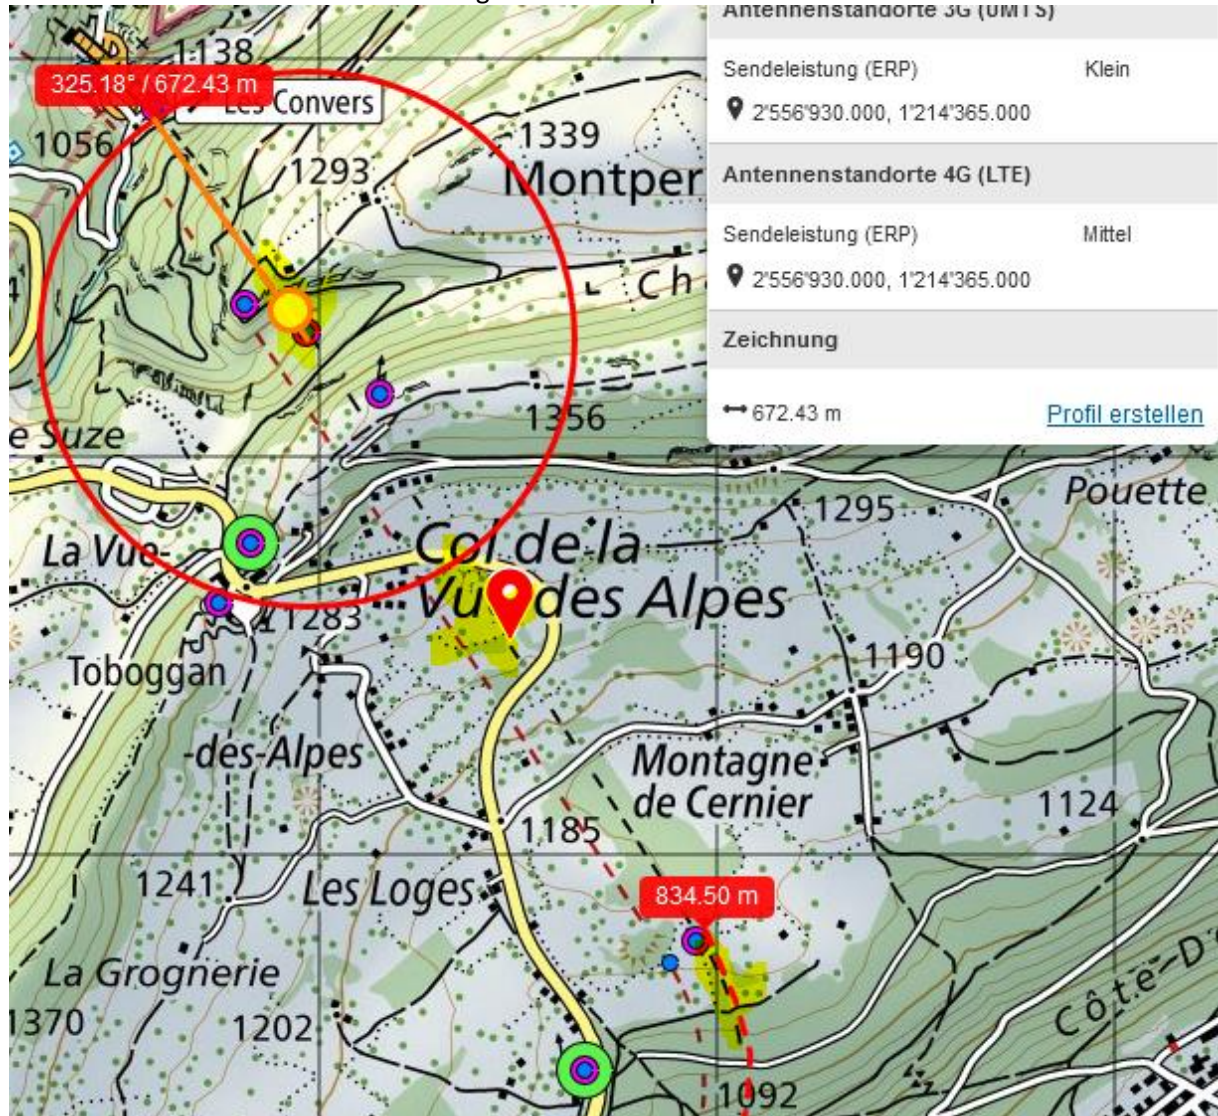 Antennenstandorte 3G (UMTS)
Sendeleistung (ERP) Klein
2'556'930.000, 1'214'365.000
Antennenstandorte 4G (LTE)
Sendeleistung (ERP) Mittel
2'556'930.000, 1'214'365.000
Zeichnung
672.43 m Profil erstellen
1138
325.18° / 672.43 m
Les Convers
1056
1339
1293
Montper
Ch
1356
e Suze
Pouette
1295
La Vue-
Col de la
Vue des Alpes
1283
Toboggan
1190
-des-Alpes
Montagne
de Cernier
1124
1185
1241
Les Loges
834.50 m
La Grognerie
1370
1202
Côte-D'
1092